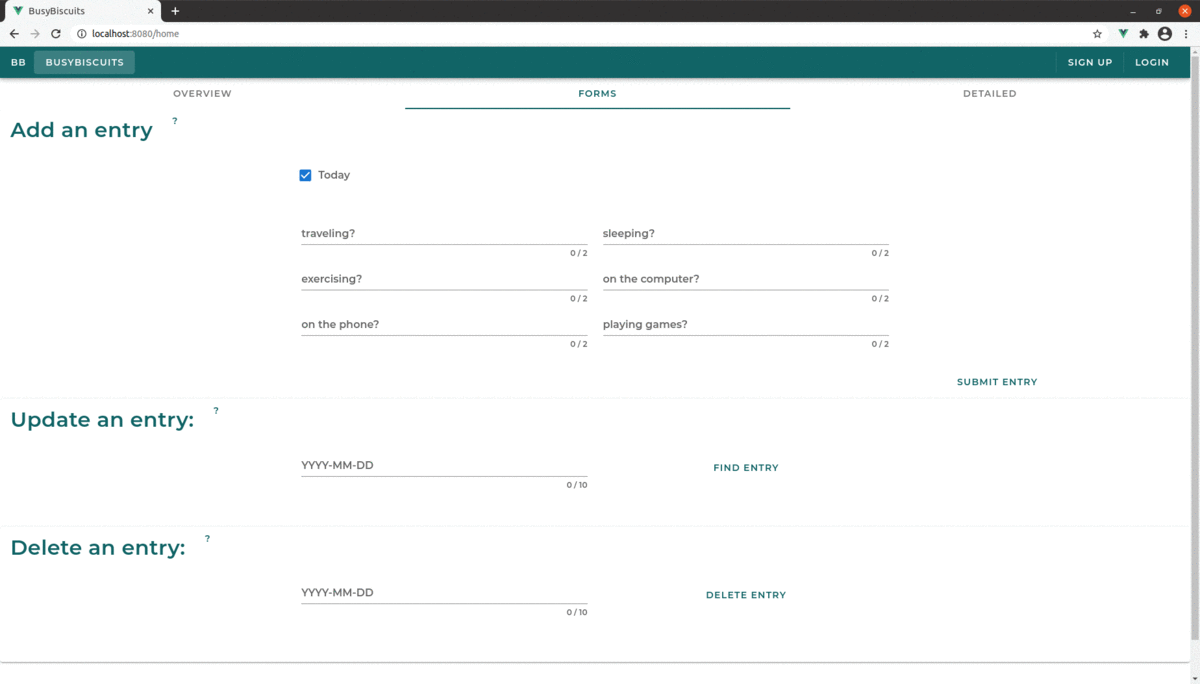 BusyBiscuits
localhost:8080/home
BB BUSYBISCUITS SIGN UP LOGIN
OVERVIEW FORMS DETAILED
Add an entry ?
Today
traveling? sleeping?
0 / 2 0 / 2
exercising? on the computer?
0 / 2 0 / 2
on the phone? playing games?
0 / 2 0 / 2
SUBMIT ENTRY
Update an entry: ?
YYYY-MM-DD FIND ENTRY
0 / 10
Delete an entry: ?
YYYY-MM-DD DELETE ENTRY
0 / 10